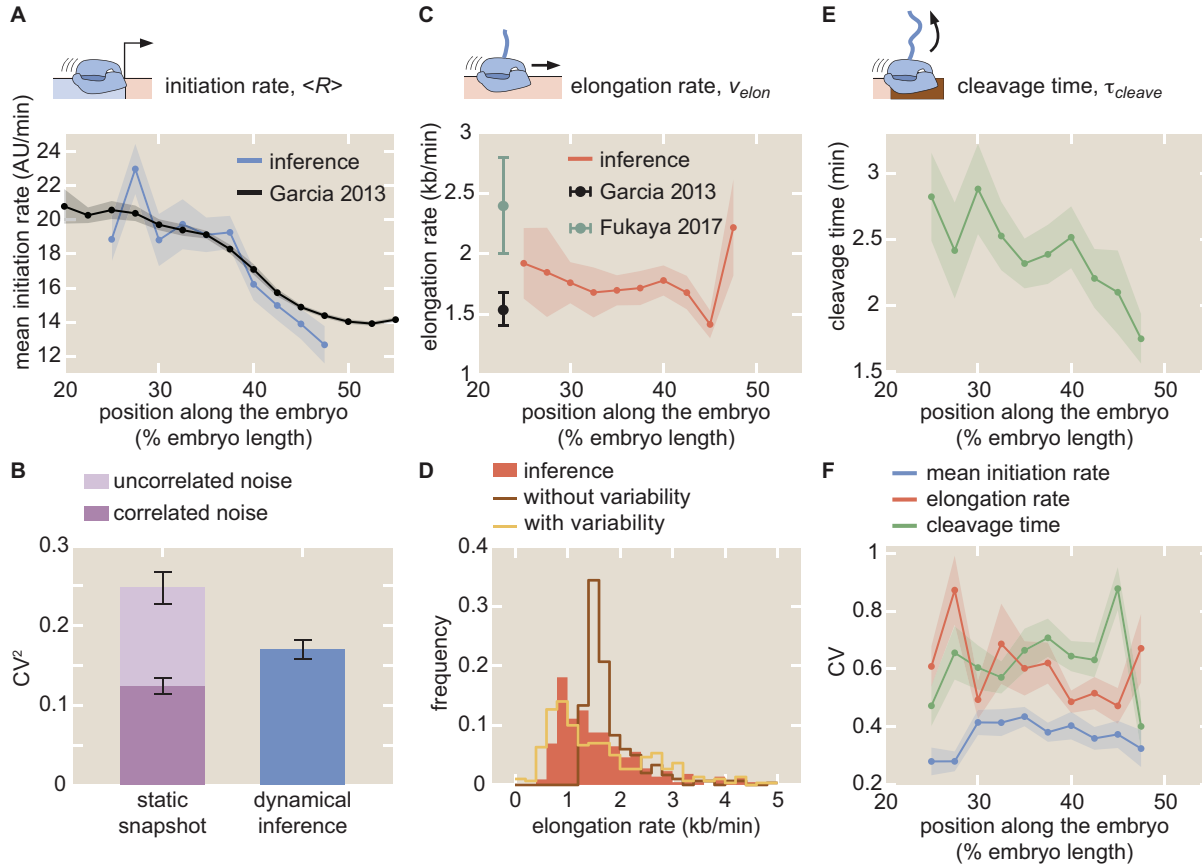 A
initiation rate, <R>
mean initiation rate (AU/min)
24
22
20
18
16
14
12
inference
Garcia 2013
20
30
40
50
position along the embryo
(% embryo length)
C
elongation rate, v_elon
elongation rate (kb/min)
3
2.5
2
1.5
1
inference
Garcia 2013
Fukaya 2017
30
40
50
position along the embryo
(% embryo length)
E
cleavage time, τ_cleave
cleavage time (min)
3
2.5
2
1.5
20
30
40
50
position along the embryo
(% embryo length)
B
uncorrelated noise
correlated noise
CV²
0.3
0.2
0.1
0
static
snapshot
dynamical
inference
D
inference
without variability
with variability
frequency
0.4
0.3
0.2
0.1
0
0
1
2
3
4
5
elongation rate (kb/min)
F
mean initiation rate
elongation rate
cleavage time
CV
1
0.8
0.6
0.4
0.2
20
30
40
50
position along the embryo
(% embryo length)